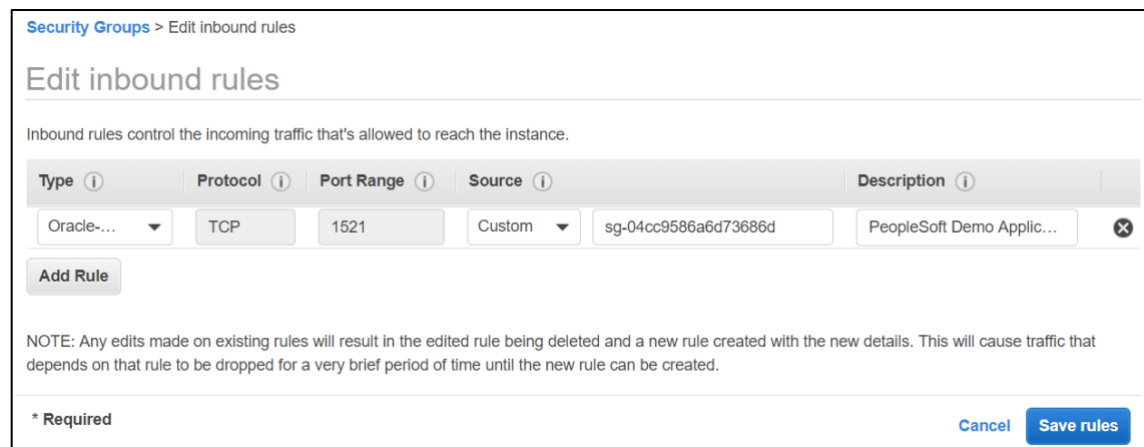 Security Groups > Edit inbound rules
Edit inbound rules
Inbound rules control the incoming traffic that's allowed to reach the instance.
Type i Protocol i Port Range i Source i Description i
Oracle-... TCP 1521 Custom sg-04cc9586a6d73686d PeopleSoft Demo Applic...
Add Rule
NOTE: Any edits made on existing rules will result in the edited rule being deleted and a new rule created with the new details. This will cause traffic that
depends on that rule to be dropped for a very brief period of time until the new rule can be created.
* Required Cancel Save rules